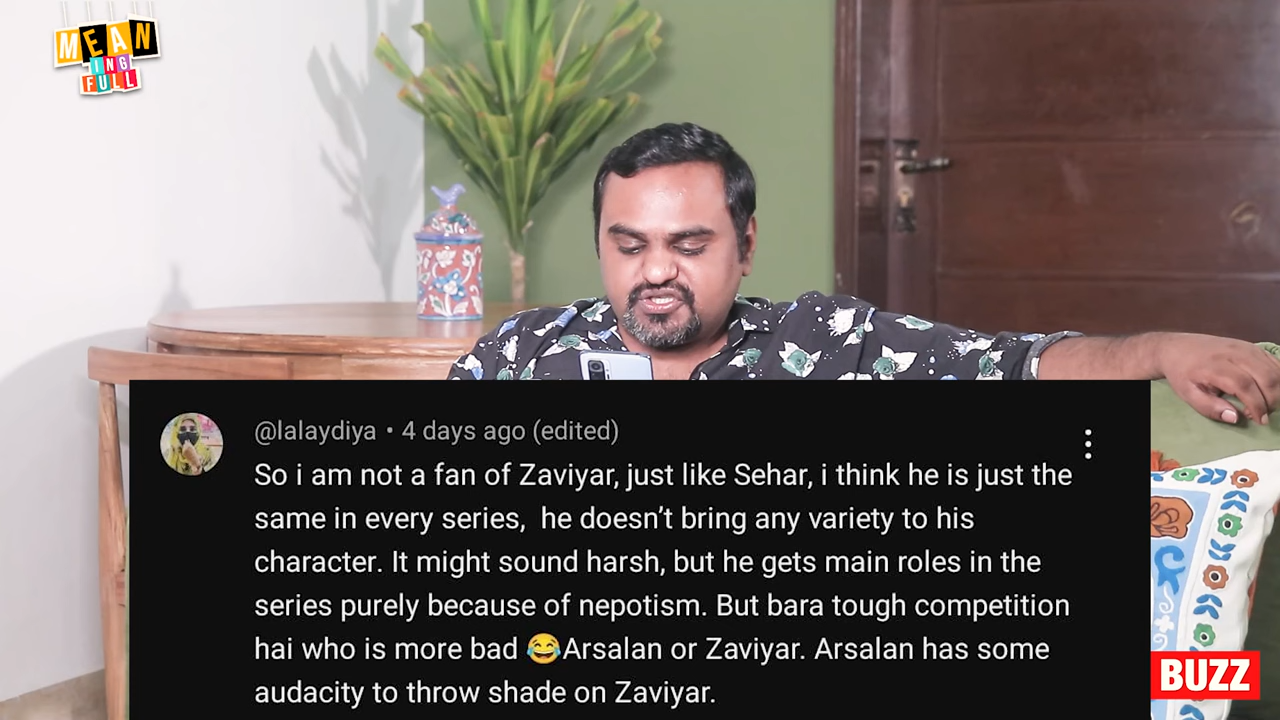 MEAN
ING
FULL
@lalaydiya • 4 days ago (edited)
So i am not a fan of Zaviyar, just like Sehar, i think he is just the
same in every series,  he doesn’t bring any variety to his
character. It might sound harsh, but he gets main roles in the
series purely because of nepotism. But bara tough competition
hai who is more bad 😂Arsalan or Zaviyar. Arsalan has some
audacity to throw shade on Zaviyar.
BUZZ